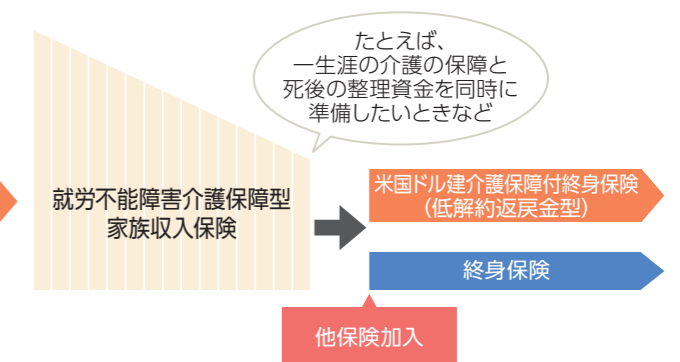 たとえば、
一生涯の介護の保障と
死後の整理資金を同時に
準備したいときなど
就労不能障害介護保障型
家族収入保険
米国ドル建介護保障付終身保険
(低解約返戻金型)
終身保険
他保険加入